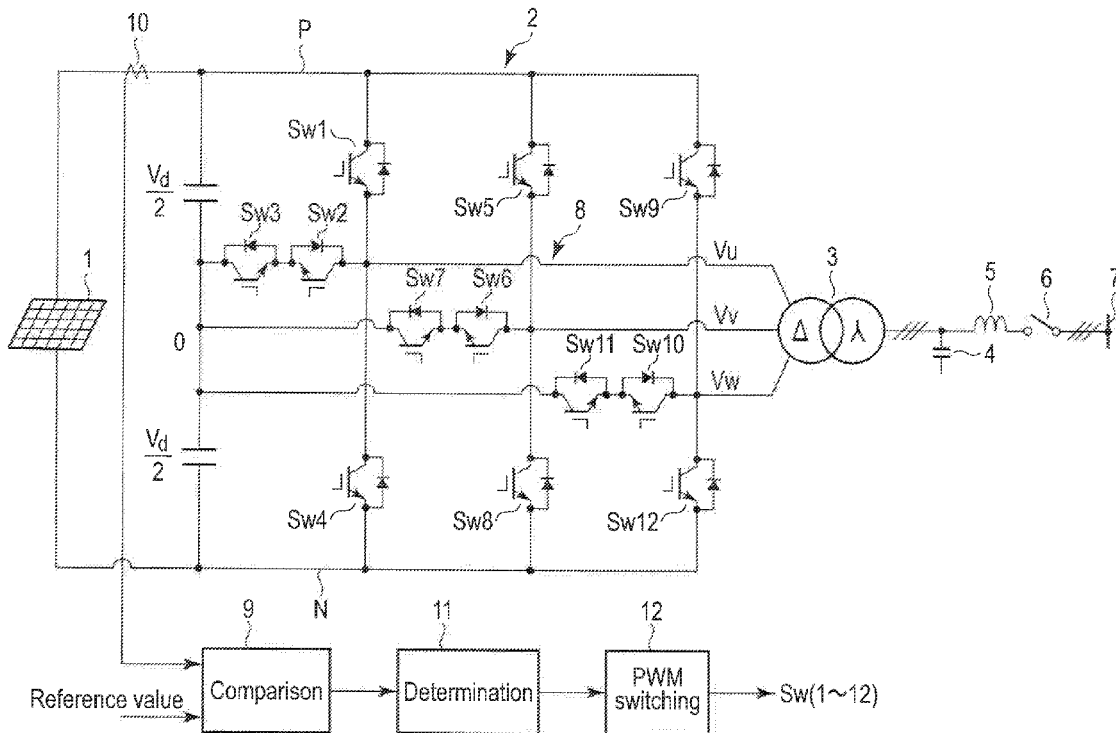 10
P
2
Sw1
Sw5
Sw9
Vd
2
Sw3
Sw2
8
Vu
1
Sw7
Sw6
3
5
6
7
Vv
Δ
人
0
4
Sw11
Sw10
Vw
Vd
2
Sw4
Sw8
Sw12
N
9
11
12
Comparison
Determination
PWM
switching
Sw(1~12)
Reference value